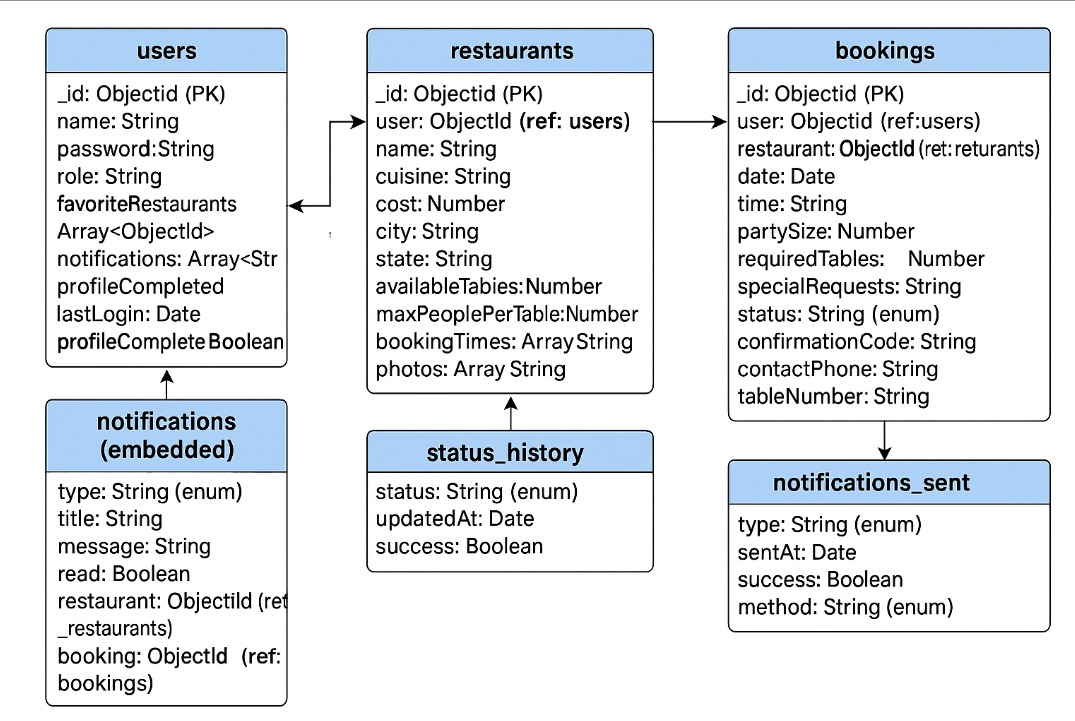 users
_id: Objectid (PK)
name: String
password:String
role: String
favoriteRestaurants
Array<ObjectId>
notifications: Array<Str
profileCompleted
lastLogin: Date
profileComplete Boolean
notifications
(embedded)
type: String (enum)
title: String
message: String
read: Boolean
restaurant: ObjectiId (ret
_restaurants)
booking: ObjectId (ref:
bookings)
restaurants
_id: Objectid (PK)
user: ObjectId (ref: users)
name: String
cuisine: String
cost: Number
city: String
state: String
availableTabies:Number
maxPeoplePerTable:Number
bookingTimes: Array String
photos: Array String
status_history
status: String (enum)
updatedAt: Date
success: Boolean
bookings
_id: Objectid (PK)
user: Objectid (ref:users)
restaurant: ObjectId (ret: returants)
date: Date
time: String
partySize: Number
requiredTables: Number
specialRequests: String
status: String (enum)
confirmationCode: String
contactPhone: String
tableNumber: String
notifications_sent
type: String (enum)
sentAt: Date
success: Boolean
method: String (enum)